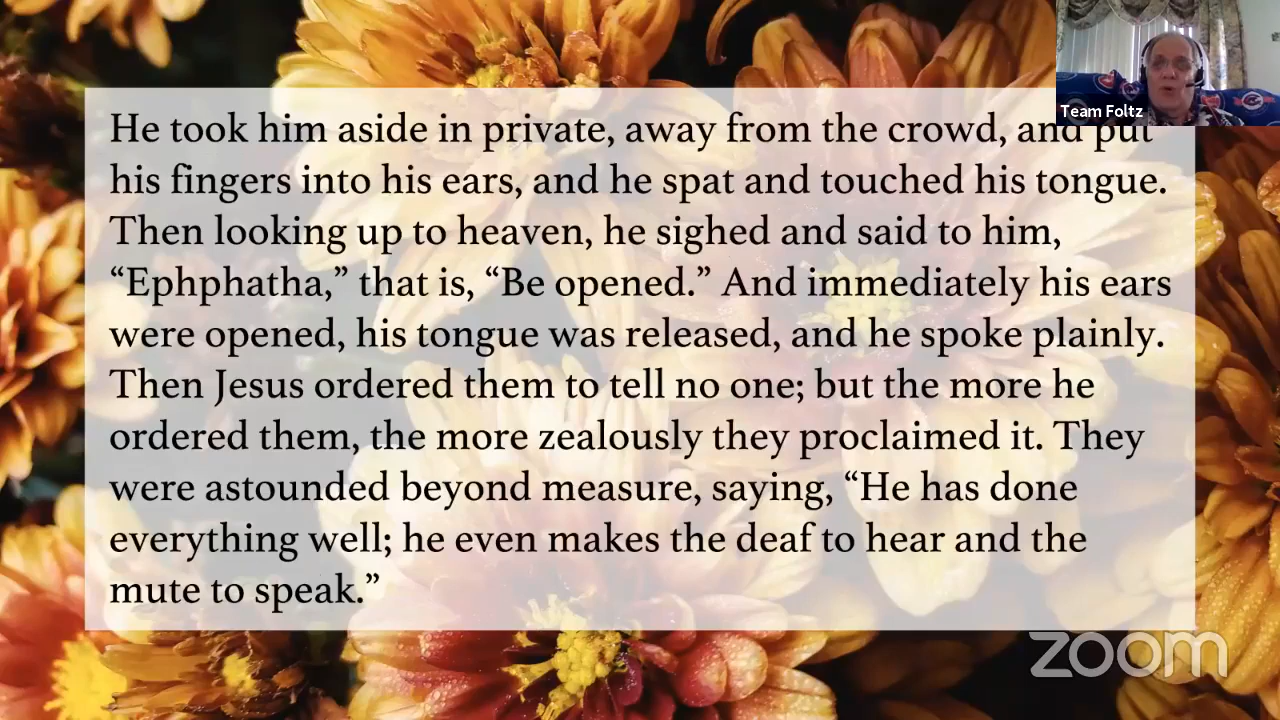 He took him aside in private, away from the crowd, and put
his fingers into his ears, and he spat and touched his tongue.
Then looking up to heaven, he sighed and said to him,
“Ephphatha,” that is, “Be opened.” And immediately his ears
were opened, his tongue was released, and he spoke plainly.
Then Jesus ordered them to tell no one; but the more he
ordered them, the more zealously they proclaimed it. They
were astounded beyond measure, saying, “He has done
everything well; he even makes the deaf to hear and the
mute to speak.”
Team Foltz
zoom